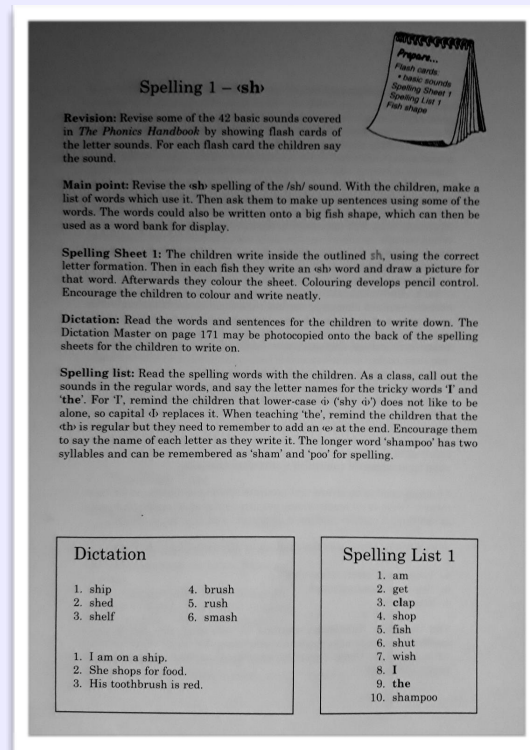 Prepare...
Flash cards:
• basic sounds
Spelling Sheet 1
Spelling List 1
Fish shape
Spelling 1 – ‹sh›
Revision: Revise some of the 42 basic sounds covered
in The Phonics Handbook by showing flash cards of
the letter sounds. For each flash card the children say
the sound.
Main point: Revise the ‹sh› spelling of the /sh/ sound. With the children, make a
list of words which use it. Then ask them to make up sentences using some of the
words. The words could also be written onto a big fish shape, which can then be
used as a word bank for display.
Spelling Sheet 1: The children write inside the outlined sh, using the correct
letter formation. Then in each fish they write an ‹sh› word and draw a picture for
that word. Afterwards they colour the sheet. Colouring develops pencil control.
Encourage the children to colour and write neatly.
Dictation: Read the words and sentences for the children to write down. The
Dictation Master on page 171 may be photocopied onto the back of the spelling
sheets for the children to write on.
Spelling list: Read the spelling words with the children. As a class, call out the
sounds in the regular words, and say the letter names for the tricky words 'I' and
'the'. For 'I', remind the children that lower-case ‹i› ('shy ‹i›') does not like to be
alone, so capital ‹I› replaces it. When teaching 'the', remind the children that the
‹th› is regular but they need to remember to add an ‹e› at the end. Encourage them
to say the name of each letter as they write it. The longer word 'shampoo' has two
syllables and can be remembered as 'sham' and 'poo' for spelling.
Dictation
1. ship 4. brush
2. shed 5. rush
3. shelf 6. smash
1. I am on a ship.
2. She shops for food.
3. His toothbrush is red.
Spelling List 1
1. am
2. get
3. clap
4. shop
5. fish
6. shut
7. wish
8. I
9. the
10. shampoo